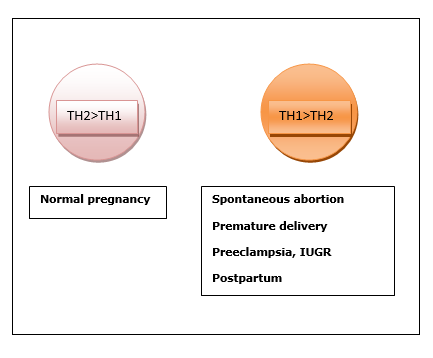 TH2>TH1
TH1>TH2
Normal pregnancy
Spontaneous abortion
Premature delivery
Preeclampsia, IUGR
Postpartum